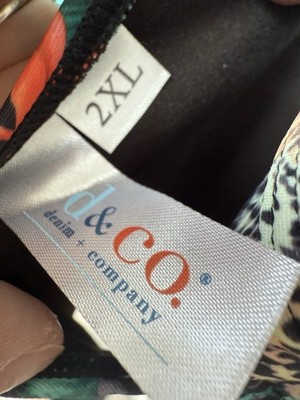 2XL
d&CO.®
denim + company